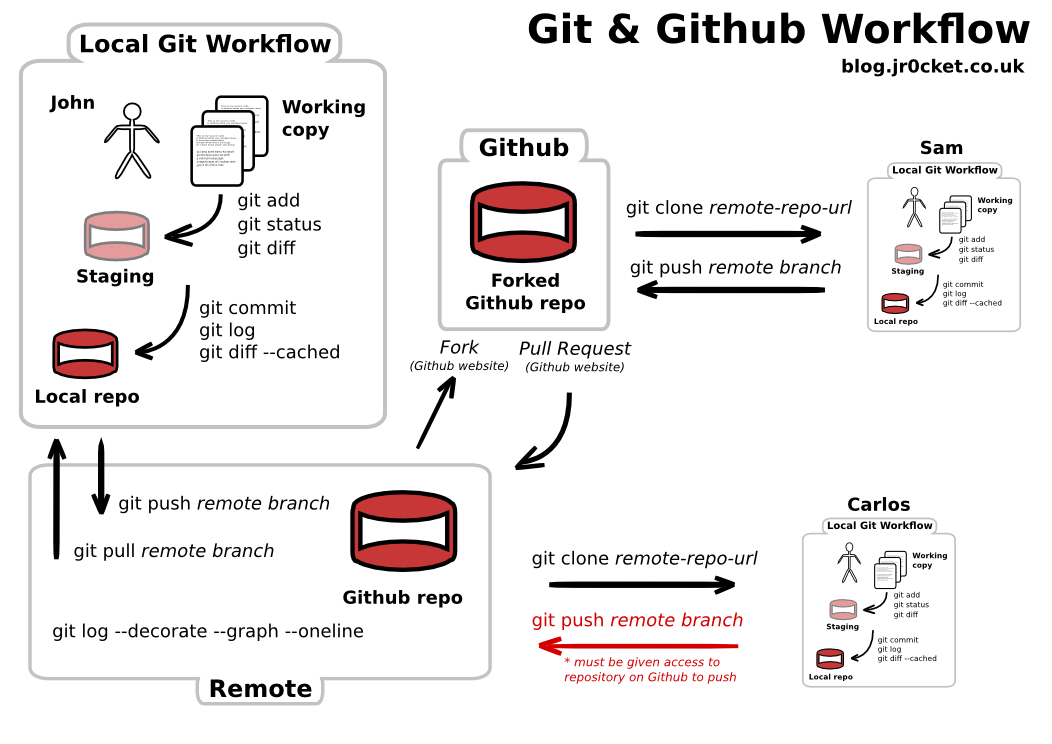 Git & Github Workflow
blog.jr0cket.co.uk
Local Git Workflow
John
Working
copy
git add
git status
git diff
Staging
git commit
git log
git diff --cached
Local repo
Github
Forked
Github repo
Fork
(Github website)
Pull Request
(Github website)
git clone remote-repo-url
git push remote branch
Sam
Local Git Workflow
Working
copy
git add
git status
git diff
Staging
git commit
git log
git diff --cached
Local repo
git push remote branch
git pull remote branch
Github repo
git log --decorate --graph --oneline
Remote
git clone remote-repo-url
git push remote branch
* must be given access to
repository on Github to push
Carlos
Local Git Workflow
Working
copy
git add
git status
git diff
Staging
git commit
git log
git diff --cached
Local repo